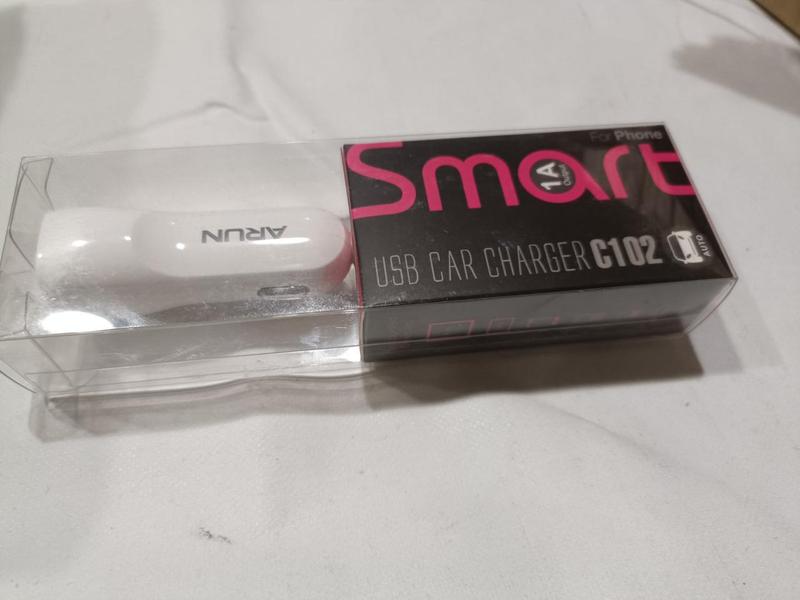 For Phone
Smart
1A
Output
USB CAR CHARGER C102
AUTO
ARUN